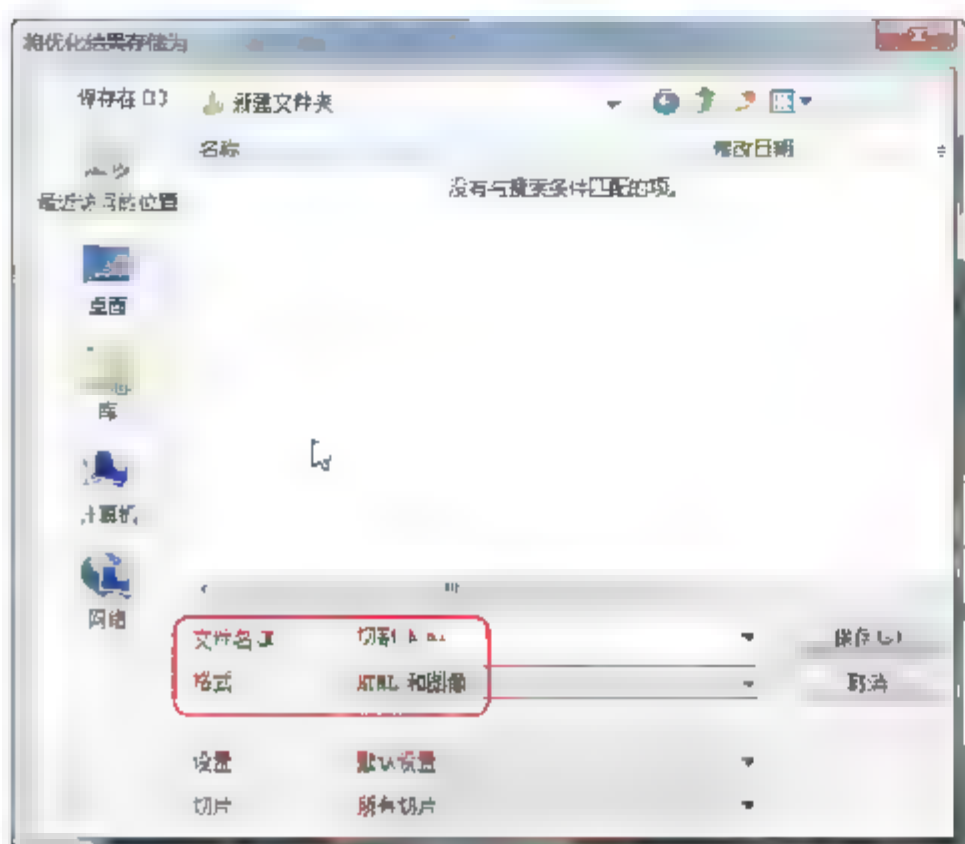 将优化结果存储为
保存在(I)
新建文件夹
名称
修改日期
没有与搜索条件匹配的项。
最近访问的位置
桌面
库
计算机
网络
文件名
切割
格式
HTML 和图像
保存(S)
取消
设置
默认设置
切片
所有切片